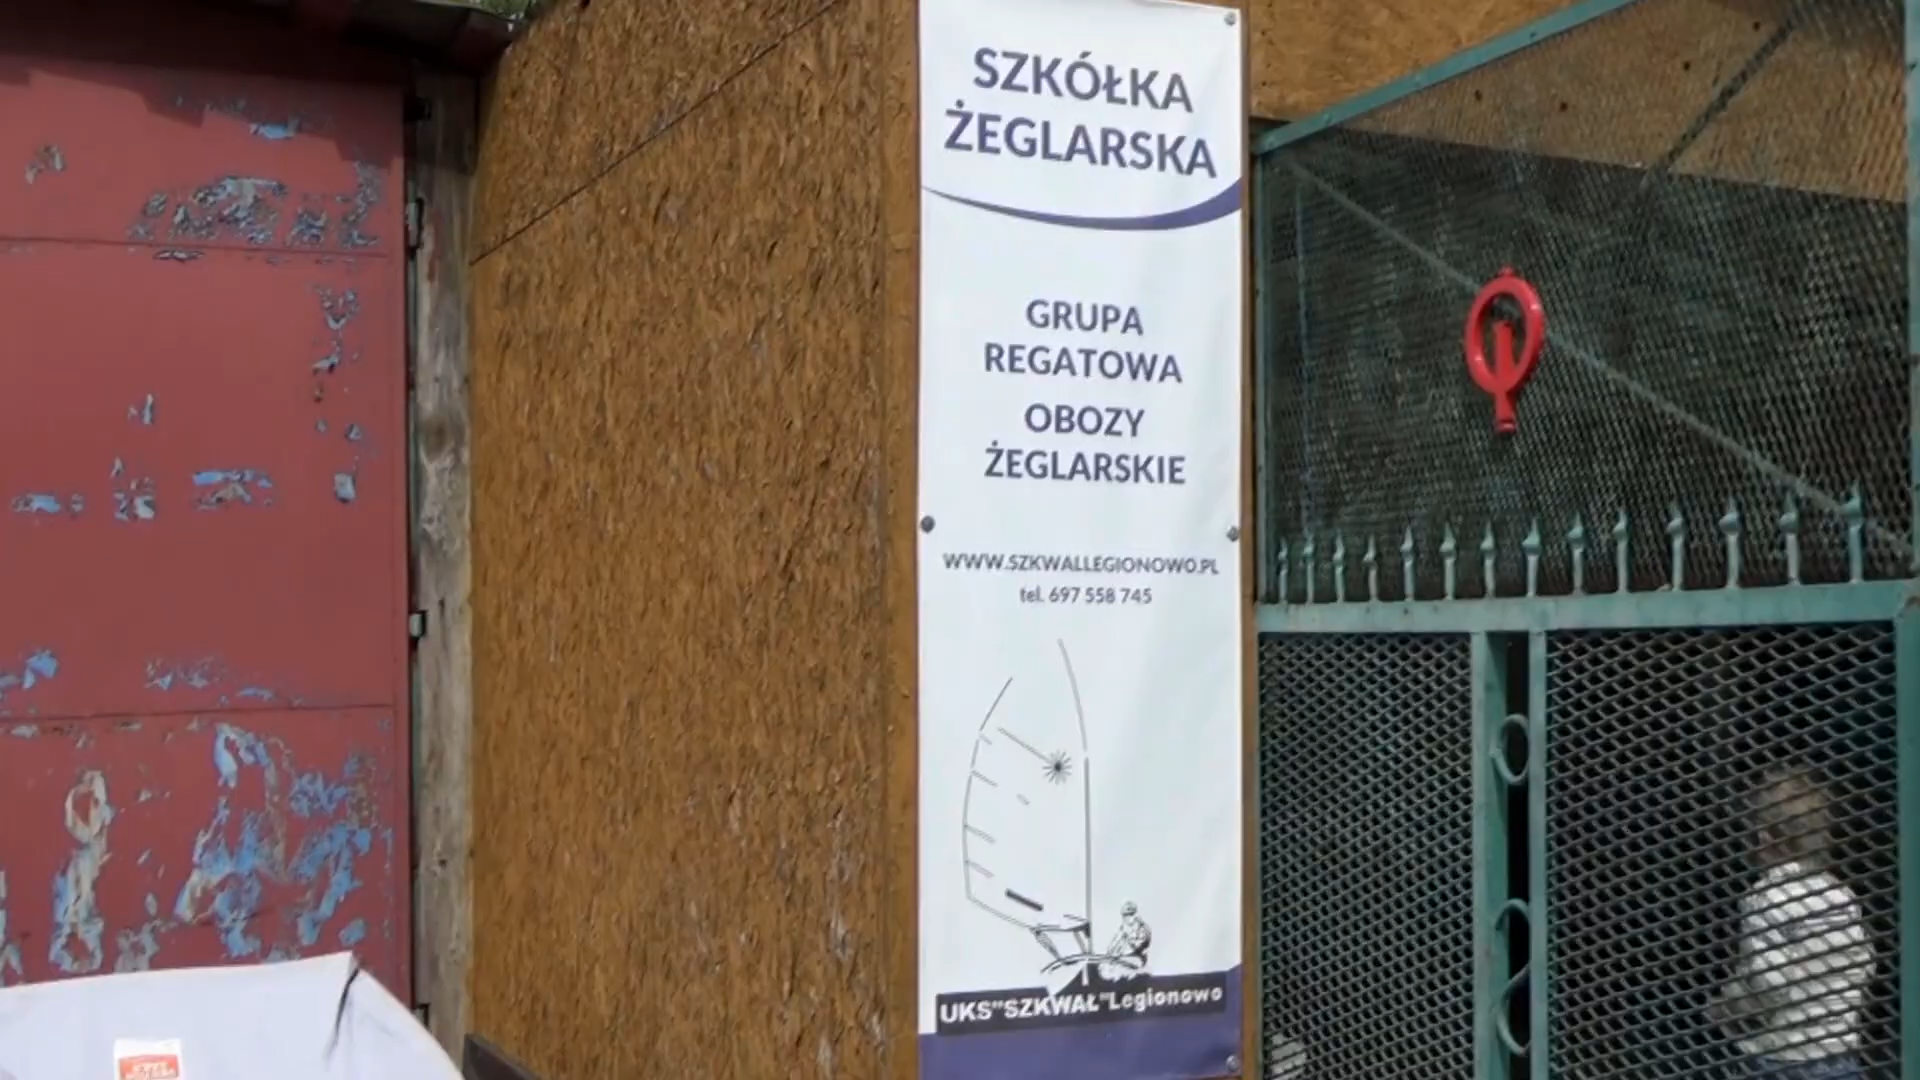 SZKÓŁKA
ŻEGLARSKA
GRUPA
REGATOWA
OBOZY
ŻEGLARSKIE
WWW.SZKWALLEGIONOWO.PL
tel. 697 558 745
UKS"SZKWAŁ"Legionowo